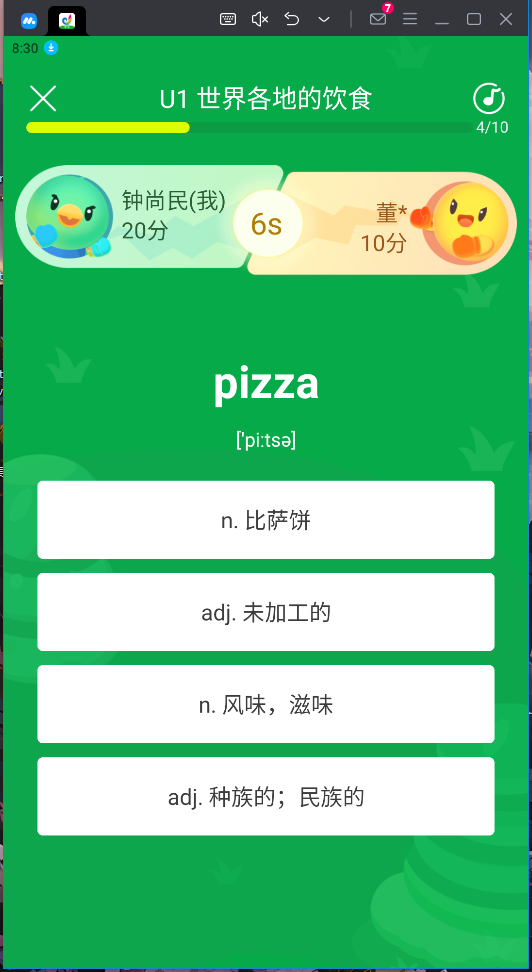 7
8:30
U1 世界各地的饮食
4/10
钟尚民(我)
20分
6s
董*
10分
pizza
['pi:tsə]
n. 比萨饼
adj. 未加工的
n. 风味，滋味
adj. 种族的；民族的